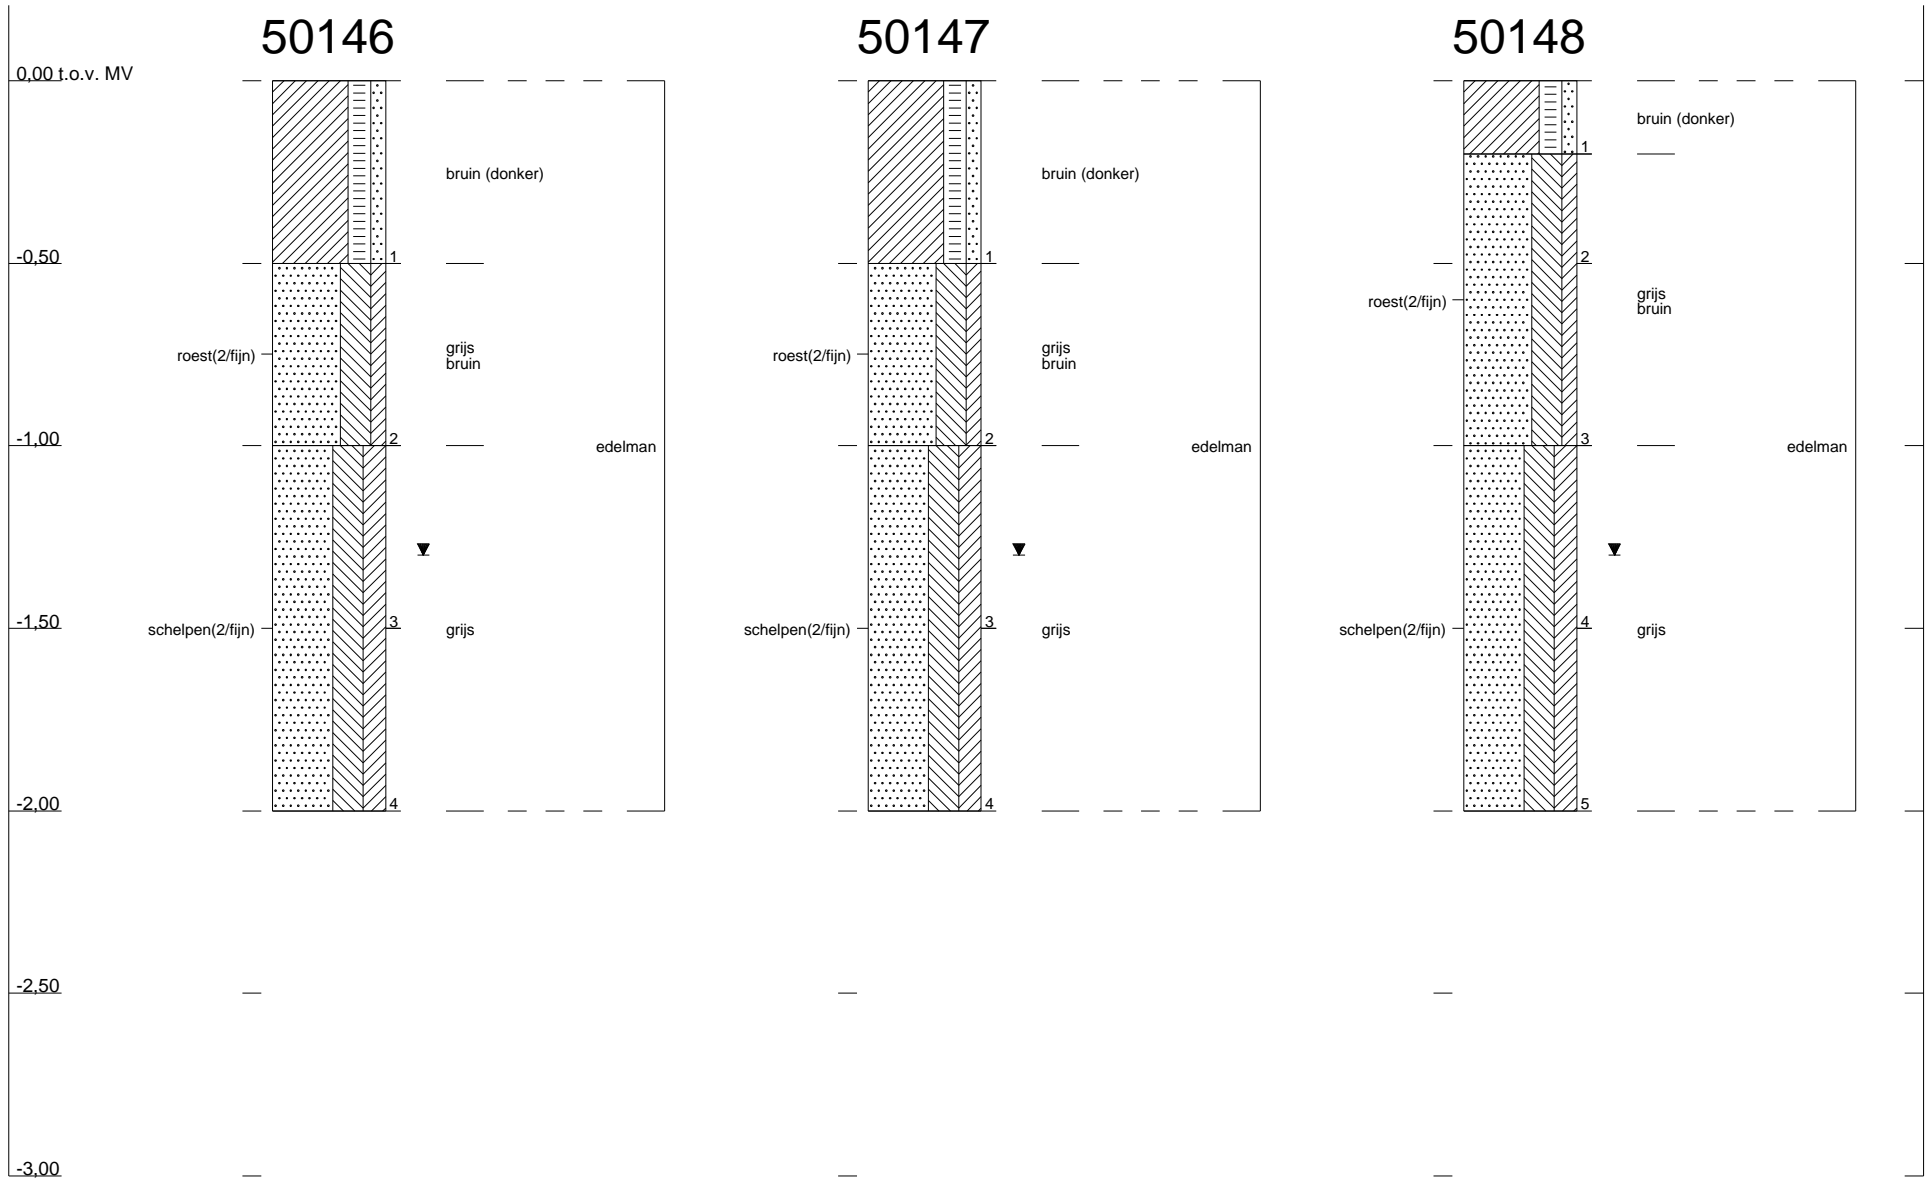 50146 50147 50148
0,00 t.o.v. MV
bruin (donker)
1
bruin (donker) bruin (donker)
-0,50 1 1 2
roest(2/fijn) grijs
bruin
roest(2/fijn) grijs roest(2/fijn) grijs
bruin bruin
-1,00 2 2 3
edelman edelman edelman
-1,50 3 3 4
schelpen(2/fijn) grijs schelpen(2/fijn) grijs schelpen(2/fijn) grijs
-2,00 4 4 5
-2,50
-3,00